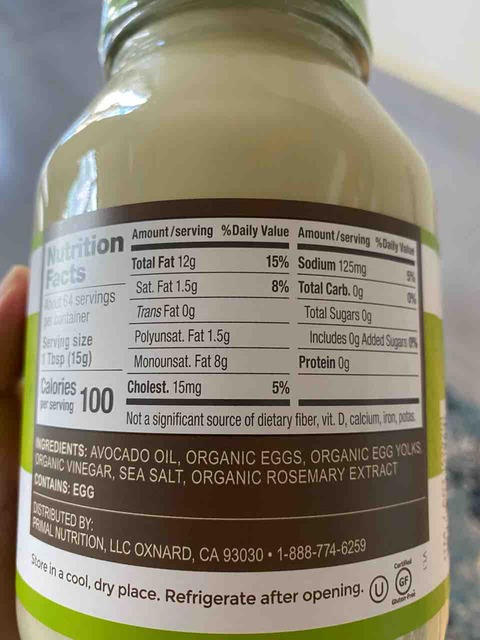 Nutrition
Facts
About 64 servings
per container
Serving size
1 Tbsp (15g)
Calories 100
per serving
Amount/serving %Daily Value
Total Fat 12g 15%
Sat. Fat 1.5g 8%
Trans Fat 0g
Polyunsat. Fat 1.5g
Monounsat. Fat 8g
Cholest. 15mg 5%
Amount/serving %Daily Value
Sodium 125mg 5%
Total Carb. 0g 0%
Total Sugars 0g
Includes 0g Added Sugars 0%
Protein 0g
Not a significant source of dietary fiber, vit. D, calcium, iron, potas.
INGREDIENTS: AVOCADO OIL, ORGANIC EGGS, ORGANIC EGG YOLKS,
ORGANIC VINEGAR, SEA SALT, ORGANIC ROSEMARY EXTRACT
CONTAINS: EGG
DISTRIBUTED BY:
PRIMAL NUTRITION, LLC OXNARD, CA 93030 • 1-888-774-6259
Store in a cool, dry place. Refrigerate after opening.
U
Certified
GF
Gluten-Free